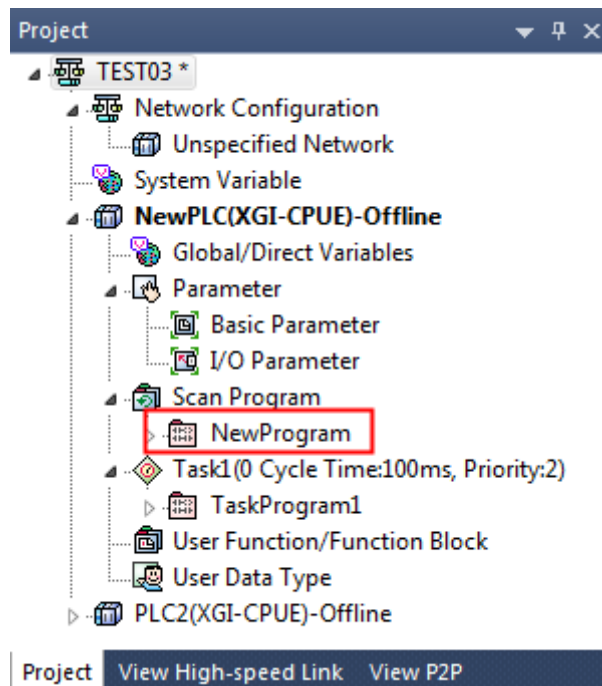 Project
TEST03 *
Network Configuration
Unspecified Network
System Variable
NewPLC(XGI-CPUE)-Offline
Global/Direct Variables
Parameter
Basic Parameter
I/O Parameter
Scan Program
NewProgram
Task1(0 Cycle Time:100ms, Priority:2)
TaskProgram1
User Function/Function Block
User Data Type
PLC2(XGI-CPUE)-Offline
Project View High-speed Link View P2P